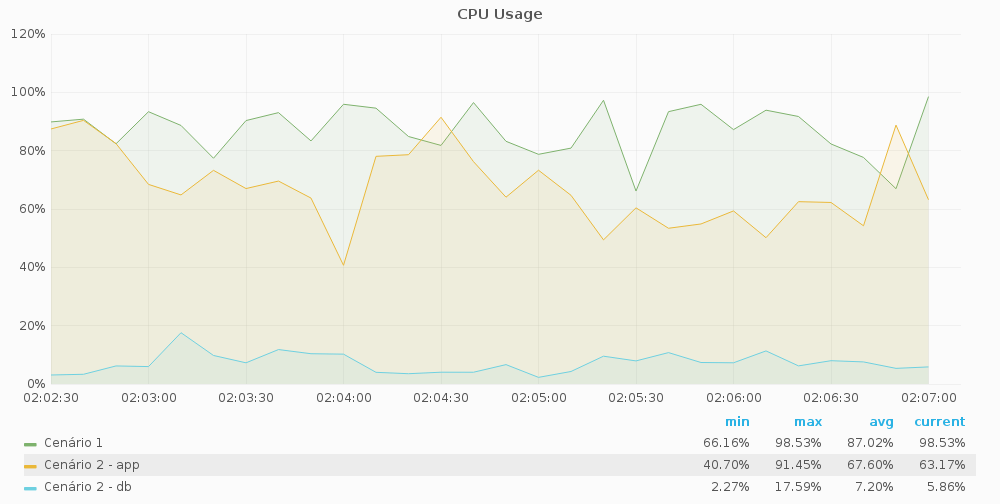 CPU Usage
120%
100%
80%
60%
40%
20%
0%
02:02:30 02:03:00 02:03:30 02:04:00 02:04:30 02:05:00 02:05:30 02:06:00 02:06:30 02:07:00
min max avg current
Cenário 1 66.16% 98.53% 87.02% 98.53%
Cenário 2 - app 40.70% 91.45% 67.60% 63.17%
Cenário 2 - db 2.27% 17.59% 7.20% 5.86%